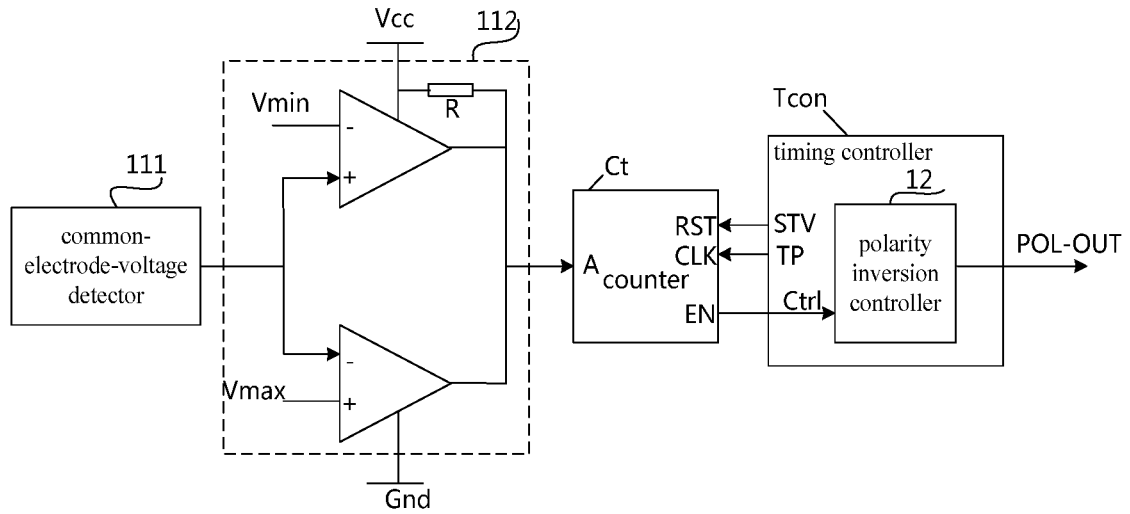 Vcc
112
Vmin
-
+
R
111
common-
electrode-voltage
detector
Vmax
-
+
Gnd
Ct
RST
CLK
A
counter
EN
Tcon
timing controller
12
STV
TP
Ctrl
polarity
inversion
controller
POL-OUT